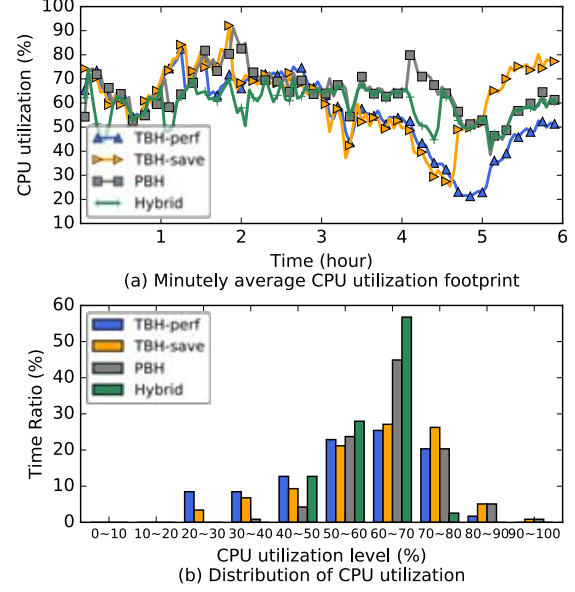 100
90
80
70
60
50
40
30
20
10
CPU utilization (%)
TBH-perf
TBH-save
PBH
Hybrid
1 2 3 4 5 6
Time (hour)
(a) Minutely average CPU utilization footprint
60
50
40
30
20
10
0
Time Ratio (%)
TBH-perf
TBH-save
PBH
Hybrid
0~10 10~20 20~30 30~40 40~50 50~60 60~70 70~80 80~90 90~100
CPU utilization level (%)
(b) Distribution of CPU utilization